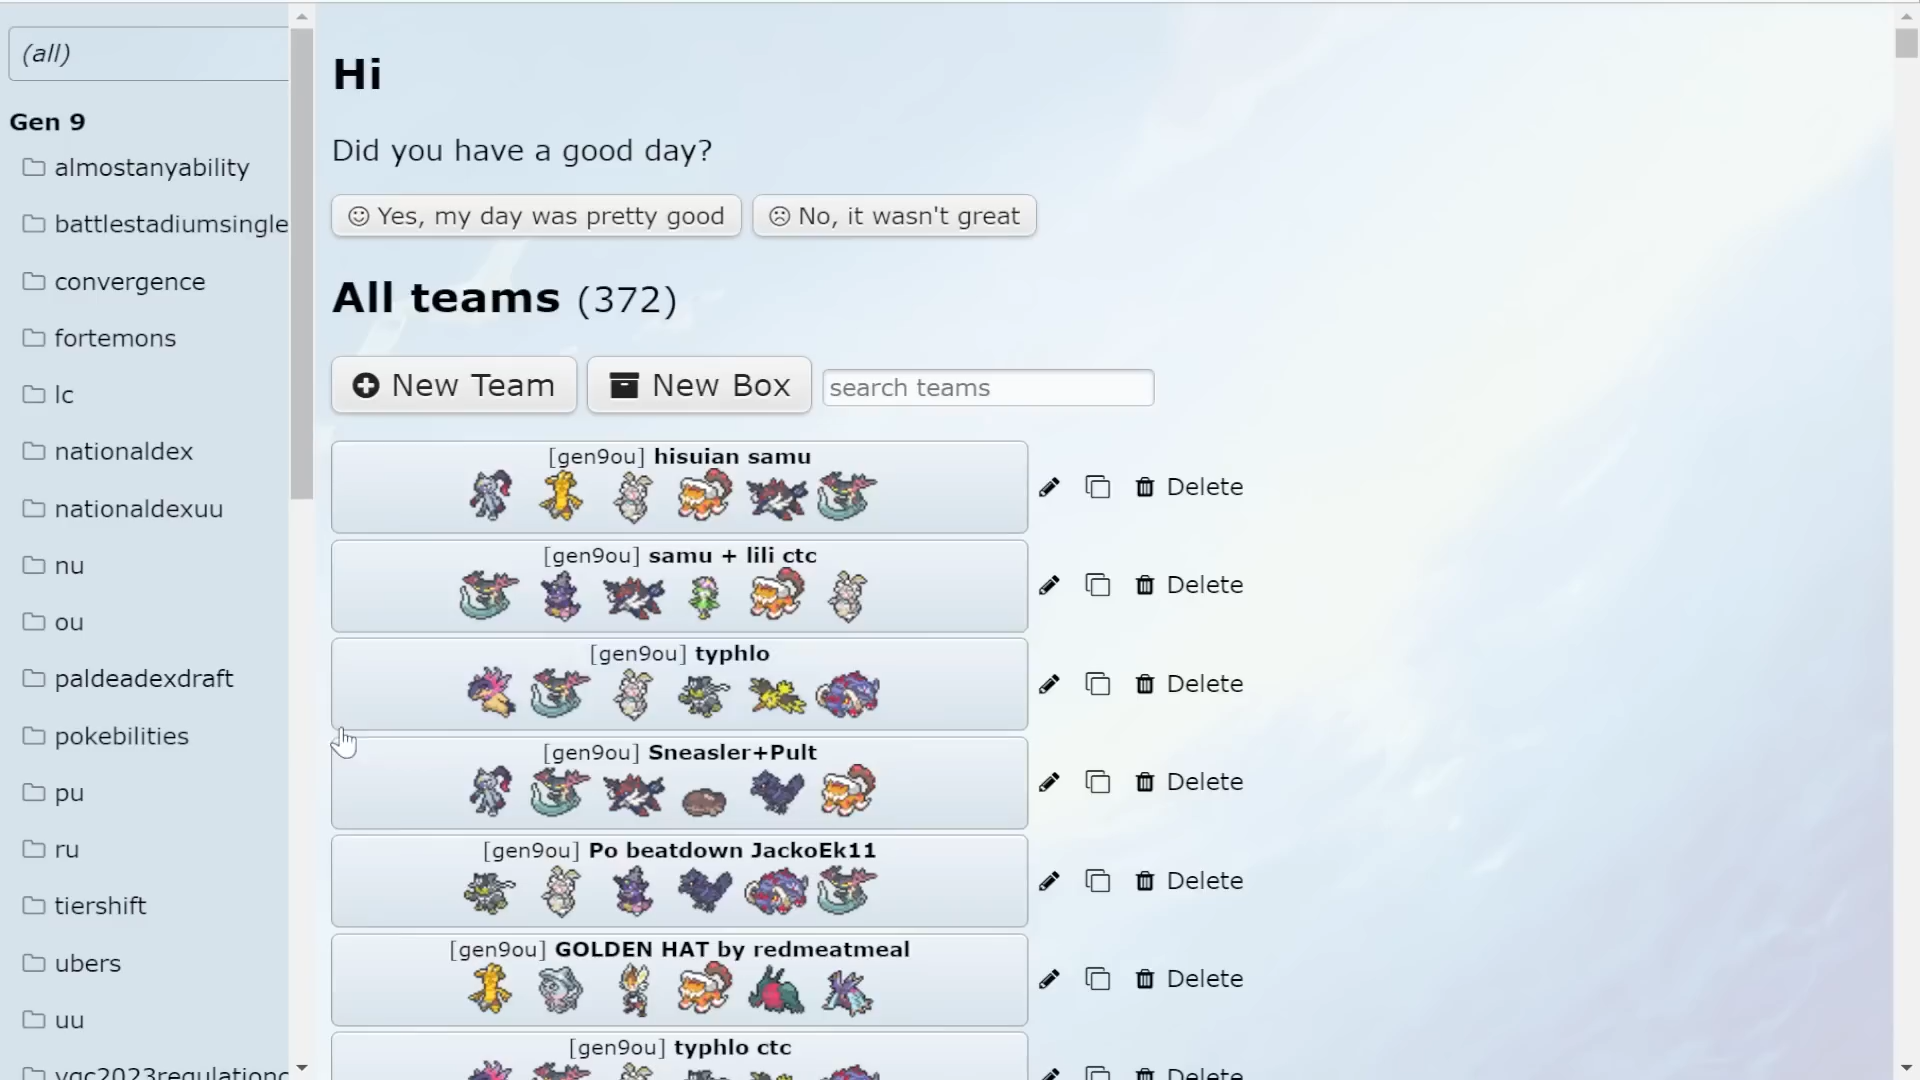 (all)
Gen 9
almostanyability
battlestadiumsingle
convergence
fortemons
lc
nationaldex
nationaldexuu
nu
ou
paldeadexdraft
pokebilities
pu
ru
tiershift
ubers
uu
vgc2023regulationc
Hi
Did you have a good day?
Yes, my day was pretty good
No, it wasn't great
All teams (372)
New Team
New Box
search teams
[gen9ou] hisuian samu
Delete
[gen9ou] samu + lili ctc
Delete
[gen9ou] typhlo
Delete
[gen9ou] Sneasler+Pult
Delete
[gen9ou] Po beatdown JackoEk11
Delete
[gen9ou] GOLDEN HAT by redmeatmeal
Delete
[gen9ou] typhlo ctc
Delete